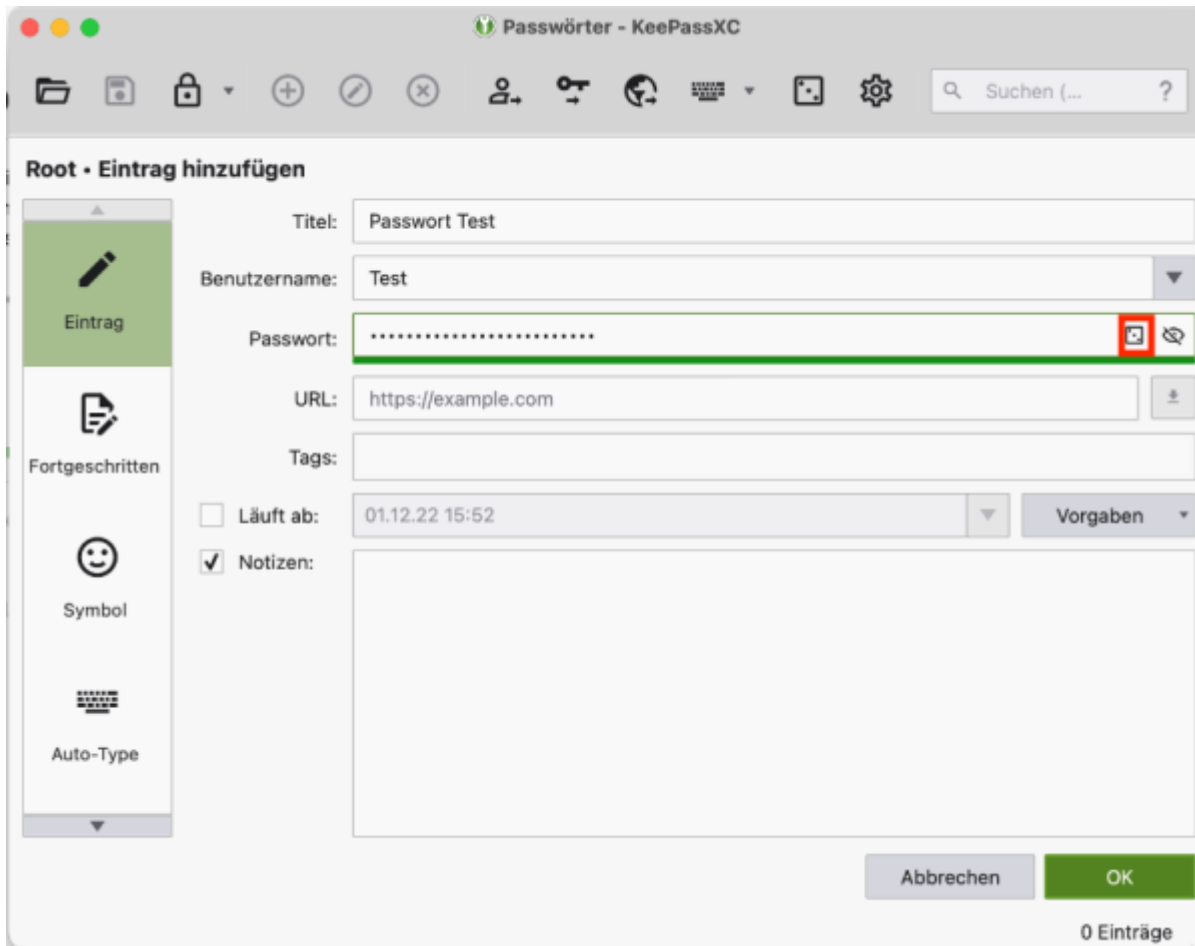 Passwörter - KeePassXC
Suchen (... ?
Root • Eintrag hinzufügen
Titel: Passwort Test
Eintrag
Benutzername: Test
Passwort: •••••••••••••••••••••••••
URL: https://example.com
Fortgeschritten
Tags:
Läuft ab: 01.12.22 15:52 Vorgaben
Notizen:
Symbol
Auto-Type
Abbrechen OK
0 Einträge